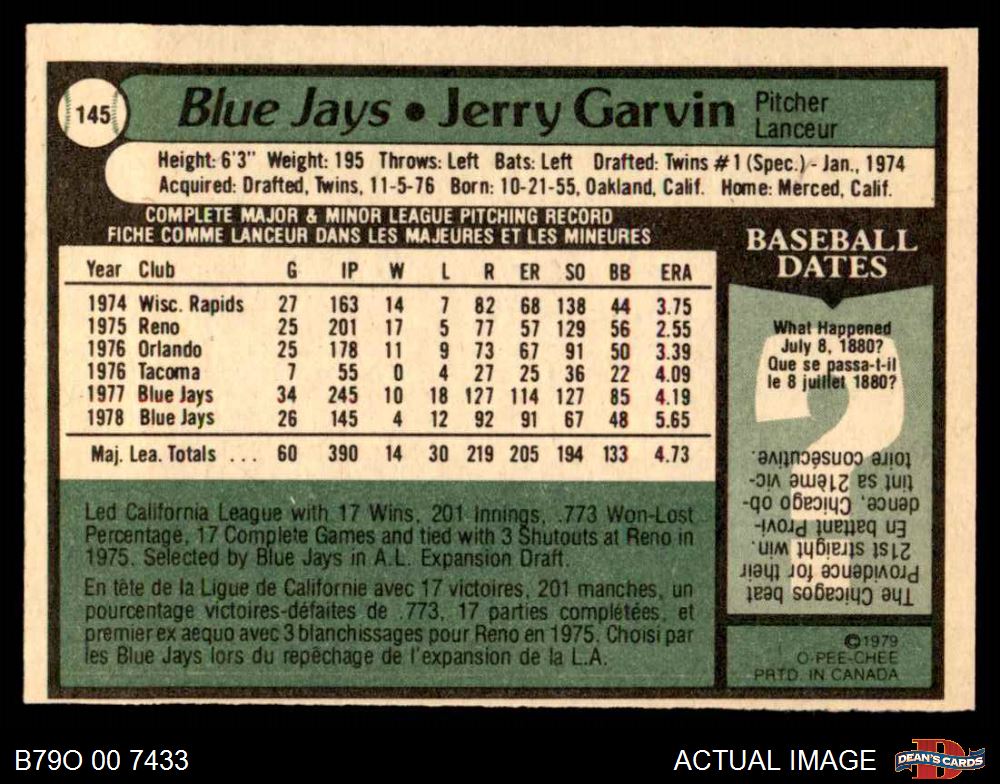 145
Blue Jays • Jerry Garvin Pitcher
Lanceur
Height: 6'3" Weight: 195 Throws: Left Bats: Left Drafted: Twins #1 (Spec.) - Jan., 1974
Acquired: Drafted, Twins, 11-5-76 Born: 10-21-55, Oakland, Calif. Home: Merced, Calif.
COMPLETE MAJOR & MINOR LEAGUE PITCHING RECORD
FICHE COMME LANCEUR DANS LES MAJEURES ET LES MINEURES
Year Club G IP W L R ER SO BB ERA
1974 Wisc. Rapids 27 163 14 7 82 68 138 44 3.75
1975 Reno 25 201 17 5 77 57 129 56 2.55
1976 Orlando 25 178 11 9 73 67 91 50 3.39
1976 Tacoma 7 55 0 4 27 25 36 22 4.09
1977 Blue Jays 34 245 10 18 127 114 127 85 4.19
1978 Blue Jays 26 145 4 12 92 91 67 48 5.65
Maj. Lea. Totals ... 60 390 14 30 219 205 194 133 4.73
Led California League with 17 Wins, 201 Innings, .773 Won-Lost
Percentage, 17 Complete Games and tied with 3 Shutouts at Reno in
1975. Selected by Blue Jays in A.L. Expansion Draft.
En tête de la Ligue de Californie avec 17 victoires, 201 manches, un
pourcentage victoires-défaites de .773, 17 parties complétées, et
premier ex aequo avec 3 blanchissages pour Reno en 1975. Choisi par
les Blue Jays lors du repêchage de l'expansion de la L.A.
BASEBALL
DATES
What Happened
July 8, 1880?
Que se passa-t-il
le 8 juillet 1880?
The Chicagos beat
Providence for their
21st straight win.
En battant Provi-
dence, Chicago ob-
tint sa 21ème vic-
toire consécutive.
©1979
O-PEE-CHEE
PRTD. IN CANADA
B79O 00 7433
ACTUAL IMAGE
DEAN'S CARDS